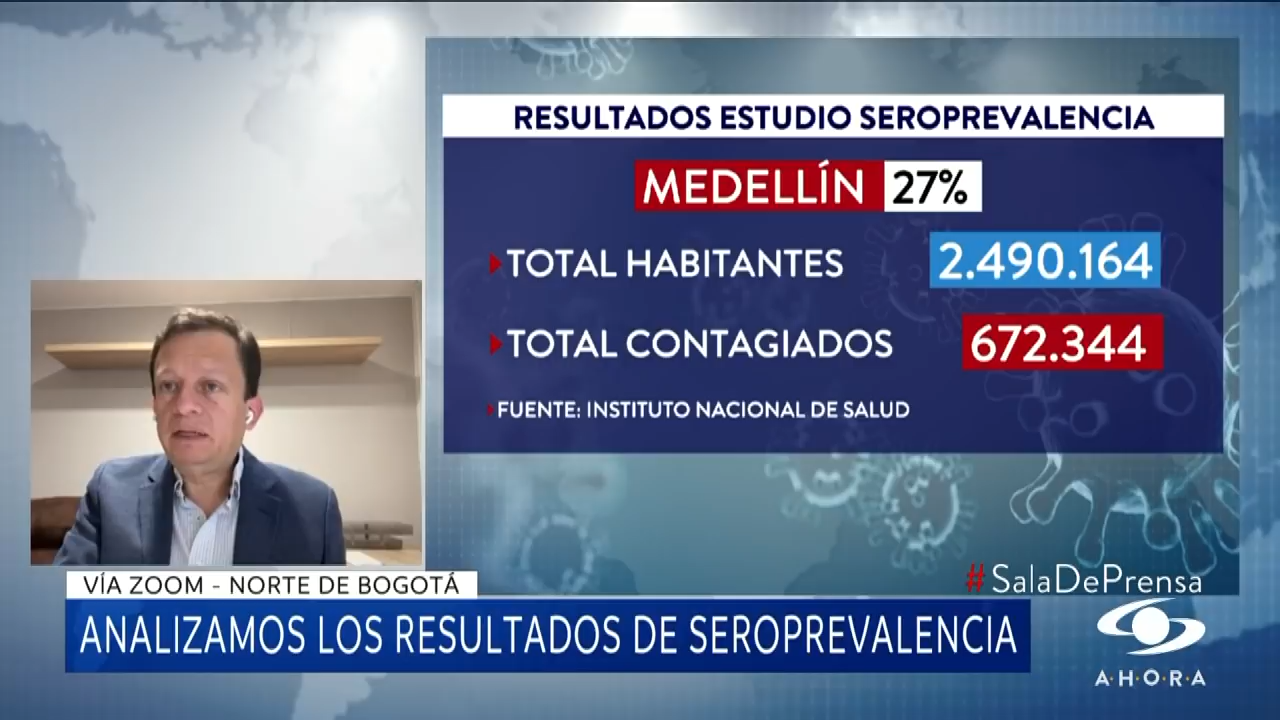 RESULTADOS ESTUDIO SEROPREVALENCIA
MEDELLÍN 27%
TOTAL HABITANTES 2.490.164
TOTAL CONTAGIADOS 672.344
FUENTE: INSTITUTO NACIONAL DE SALUD
#SalaDePrensa
VÍA ZOOM - NORTE DE BOGOTÁ
ANALIZAMOS LOS RESULTADOS DE SEROPREVALENCIA
A·H·O·R·A